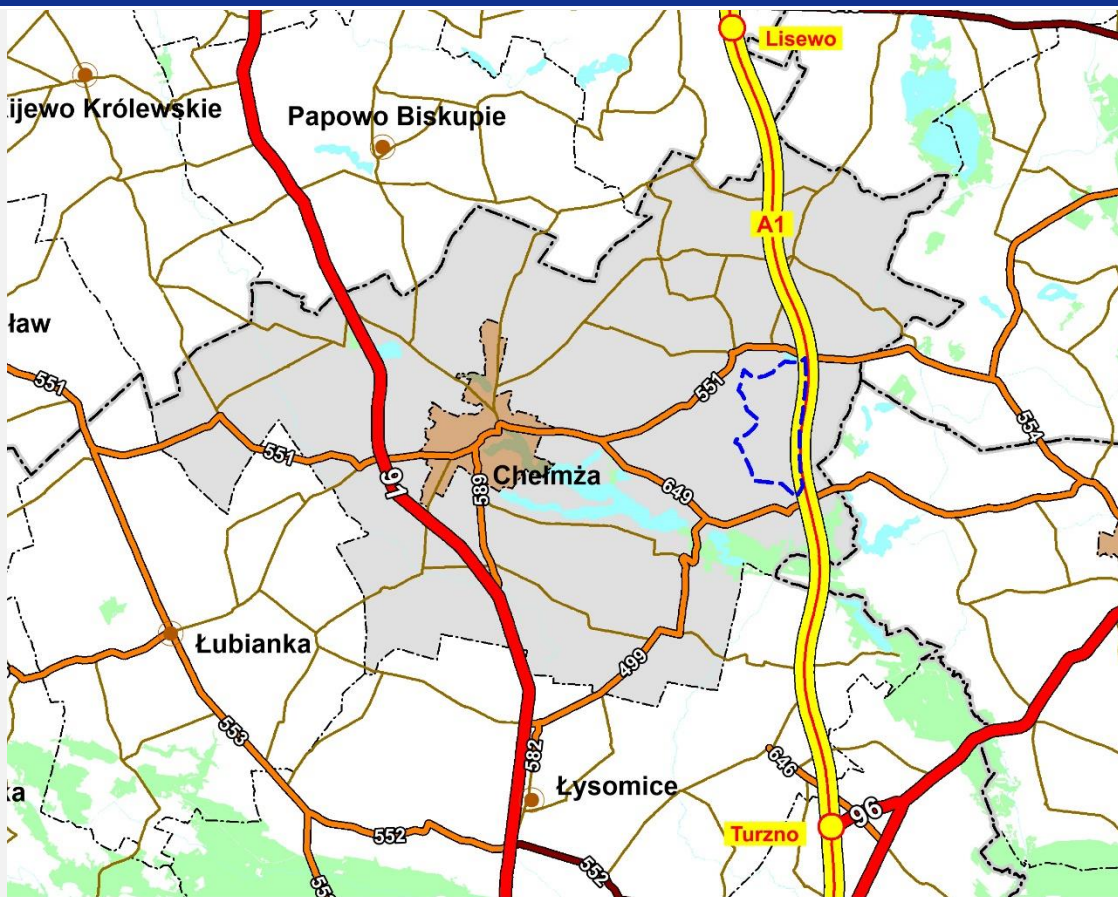 Lisewo
ijewo Królewskie
Papowo Biskupie
A1
ław
551
551
551
554
91
589
Chełmża
649
Łubianka
499
553
582
646
ka
Łysomice
96
552
Turzno
552